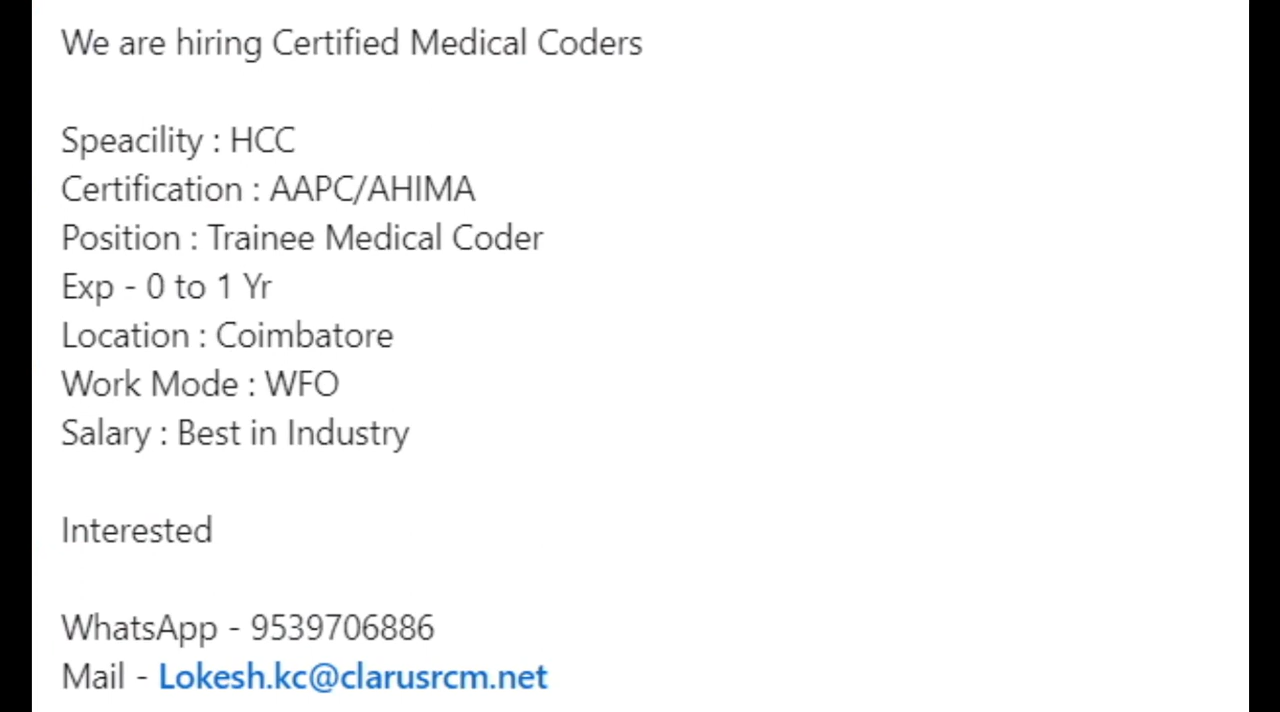 We are hiring Certified Medical Coders
Speacility : HCC
Certification : AAPC/AHIMA
Position : Trainee Medical Coder
Exp - 0 to 1 Yr
Location : Coimbatore
Work Mode : WFO
Salary : Best in Industry
Interested
WhatsApp - 9539706886
Mail - Lokesh.kc@clarusrcm.net